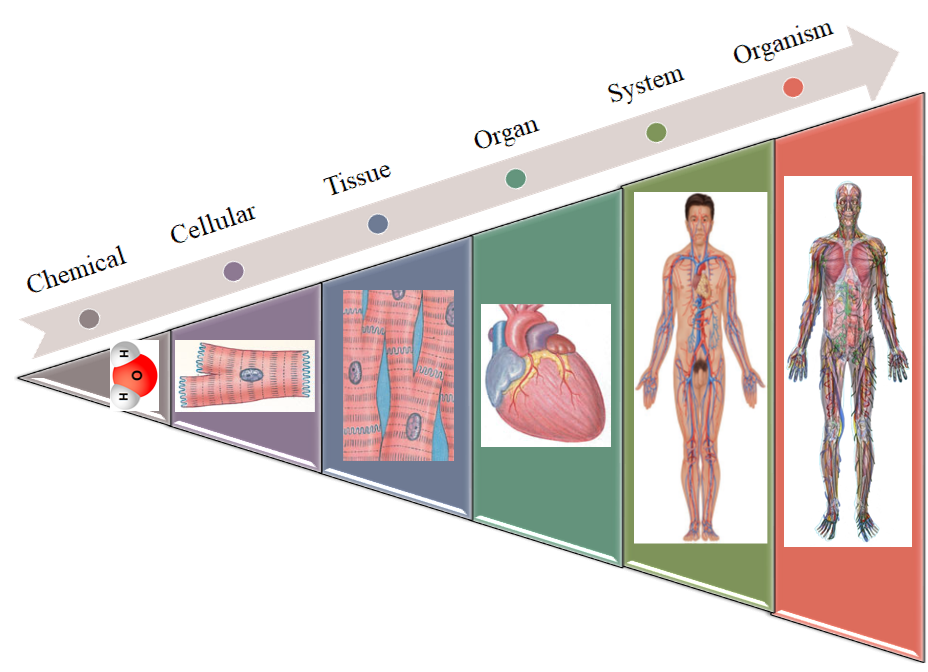 Chemical
Cellular
Tissue
Organ
System
Organism
H
O
H